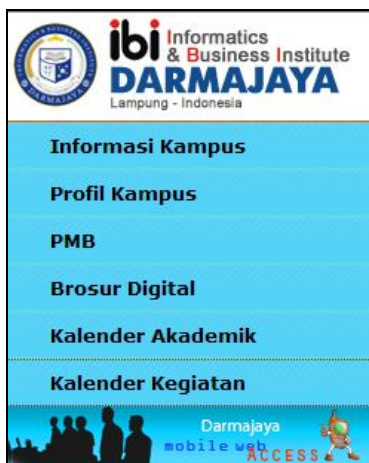 ibi Informatics
& Business Institute
DARMAJAYA
Lampung - Indonesia
Informasi Kampus
Profil Kampus
PMB
Brosur Digital
Kalender Akademik
Kalender Kegiatan
Darmajaya
mobile web
ACCESS